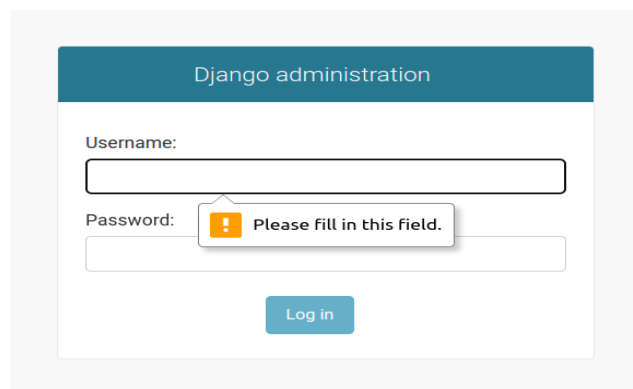 Django administration
Username:
Please fill in this field.
Password:
Log in